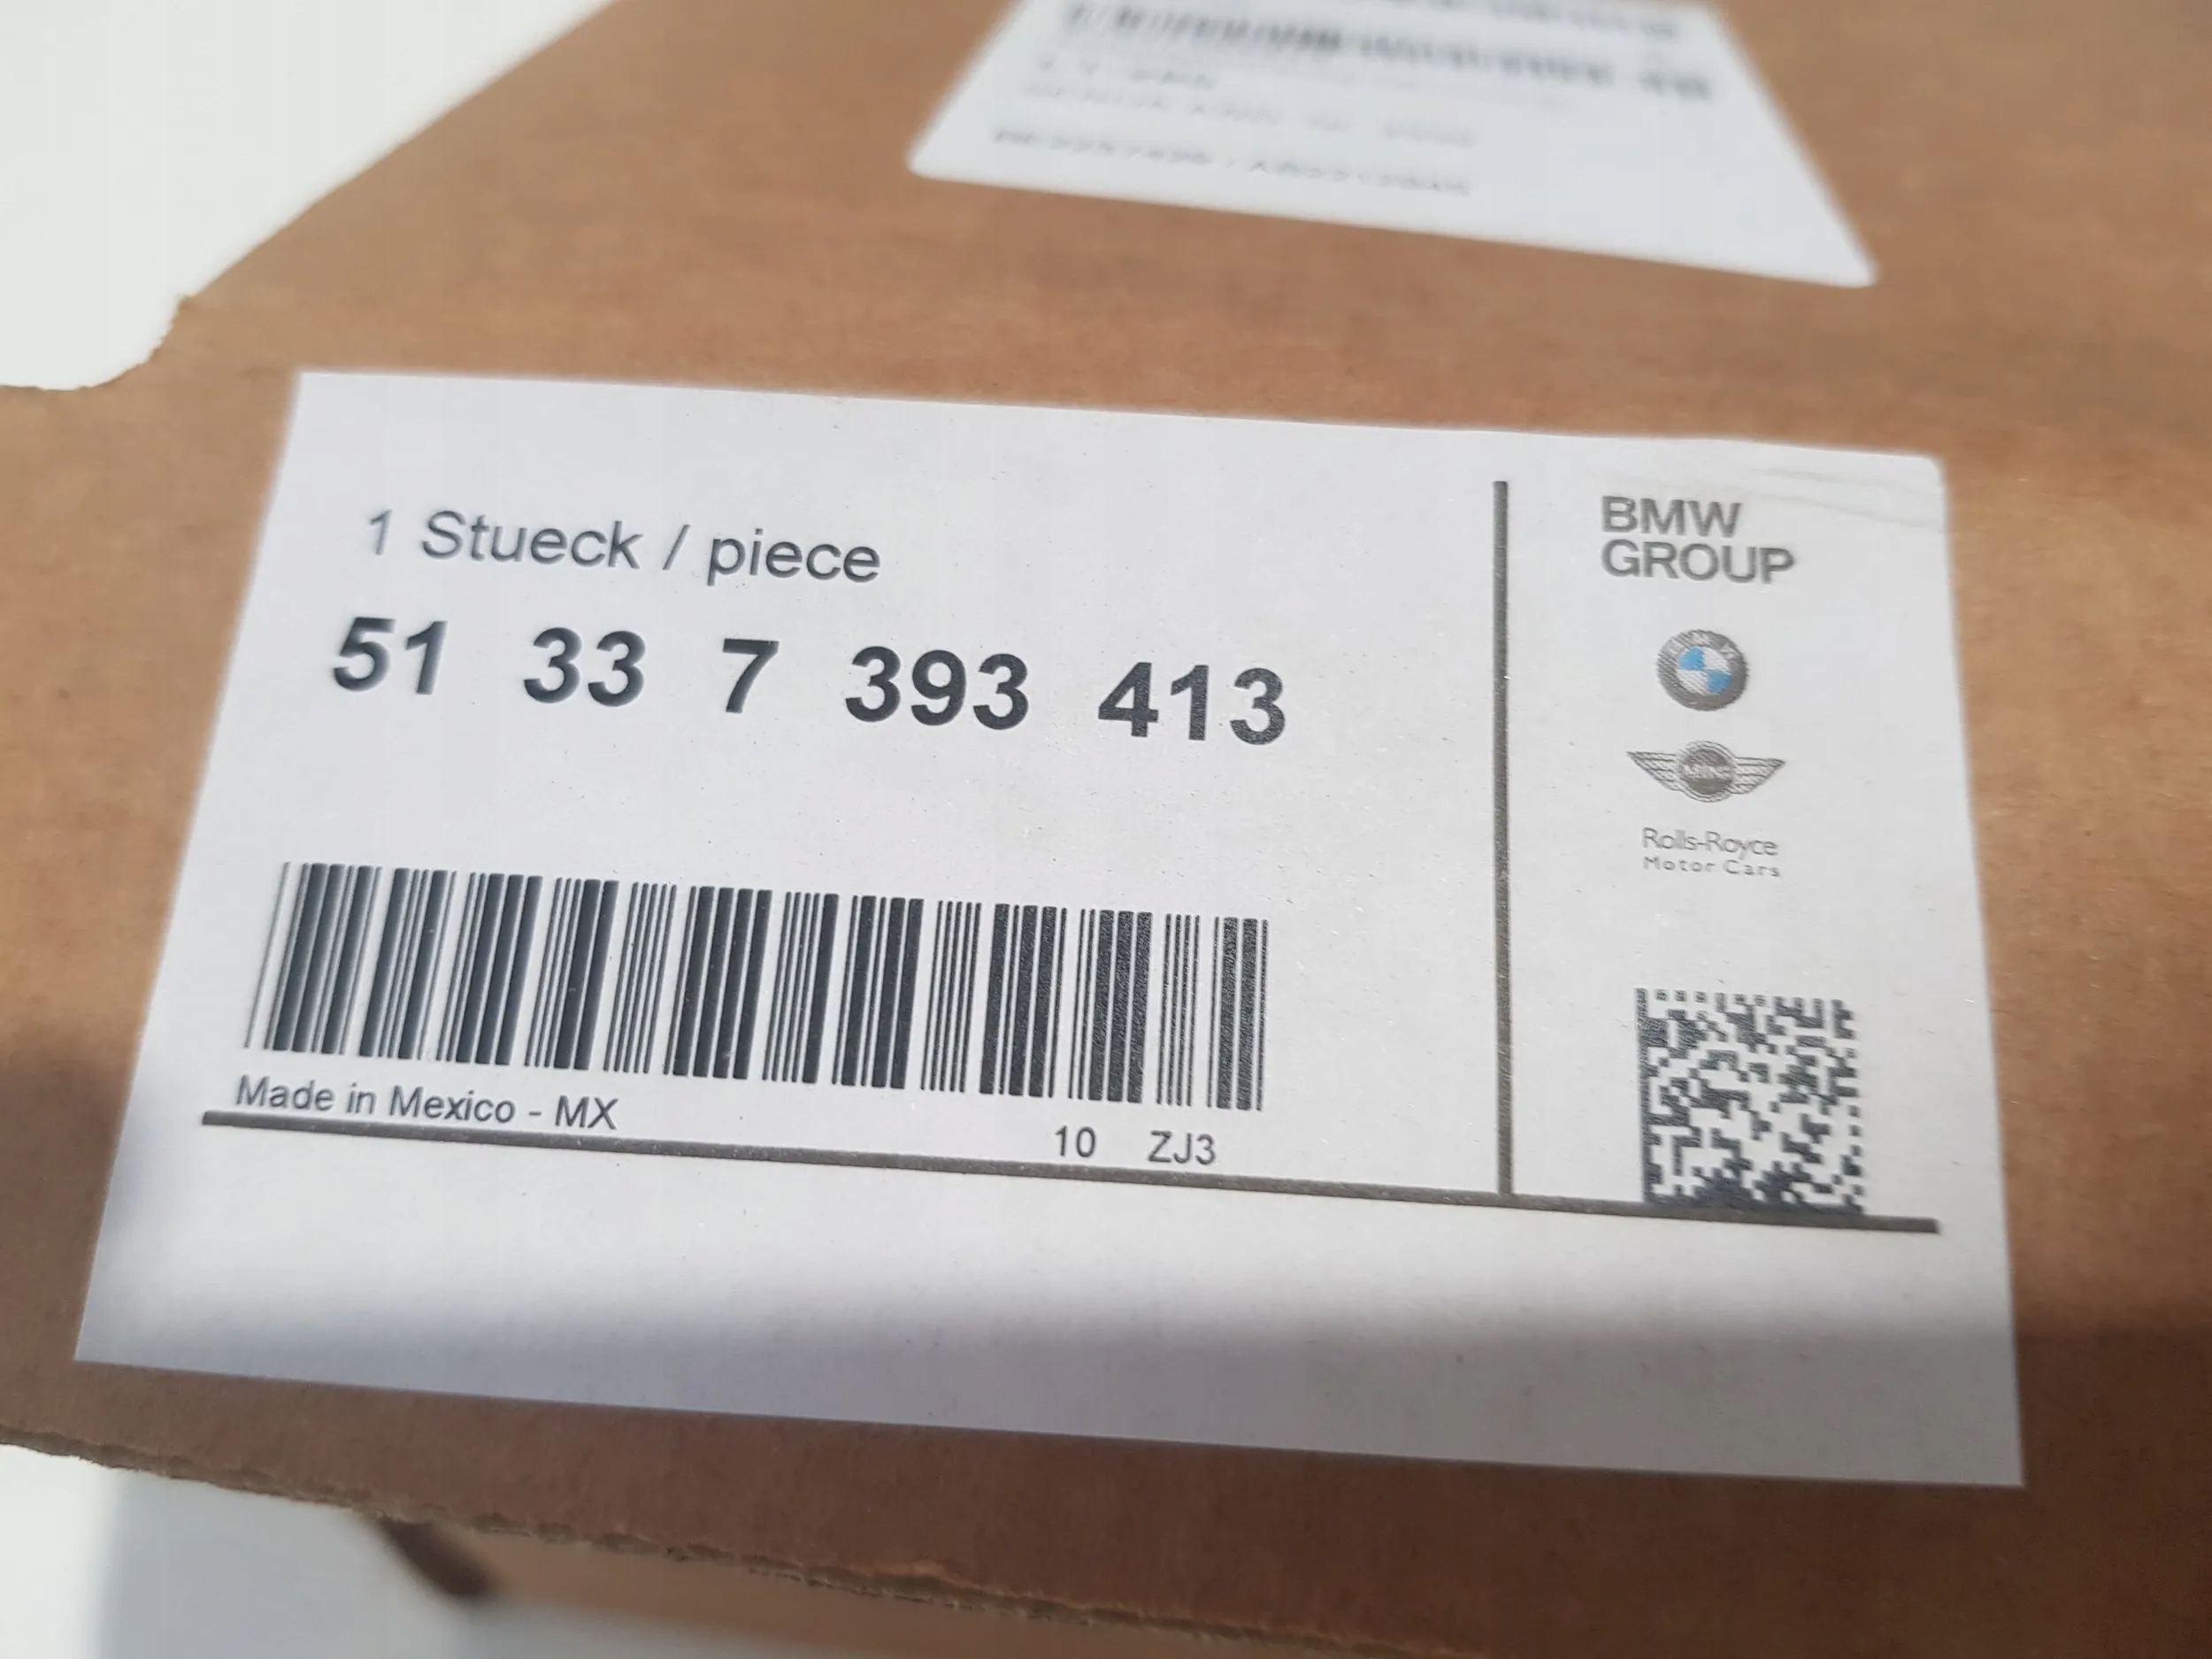 1 Stueck / piece
51 33 7 393 413
Made in Mexico - MX
10 ZJ3
BMW
GROUP
MINI
Rolls-Royce
Motor Cars